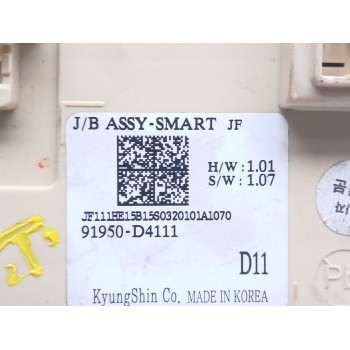 J/B ASSY-SMART JF
H/W : 1.01
S/W : 1.07
JF111HE15B15S0320101A1070
91950-D4111
D11
KyungShin Co. MADE IN KOREA